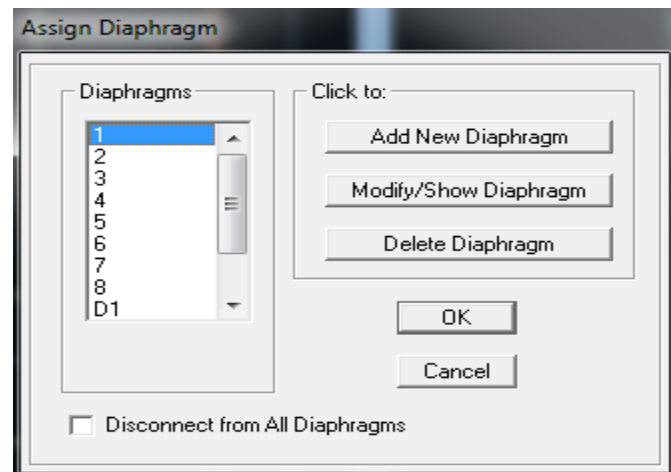 Assign Diaphragm
Diaphragms
1
2
3
4
5
6
7
8
D1
Click to:
Add New Diaphragm
Modify/Show Diaphragm
Delete Diaphragm
OK
Cancel
Disconnect from All Diaphragms